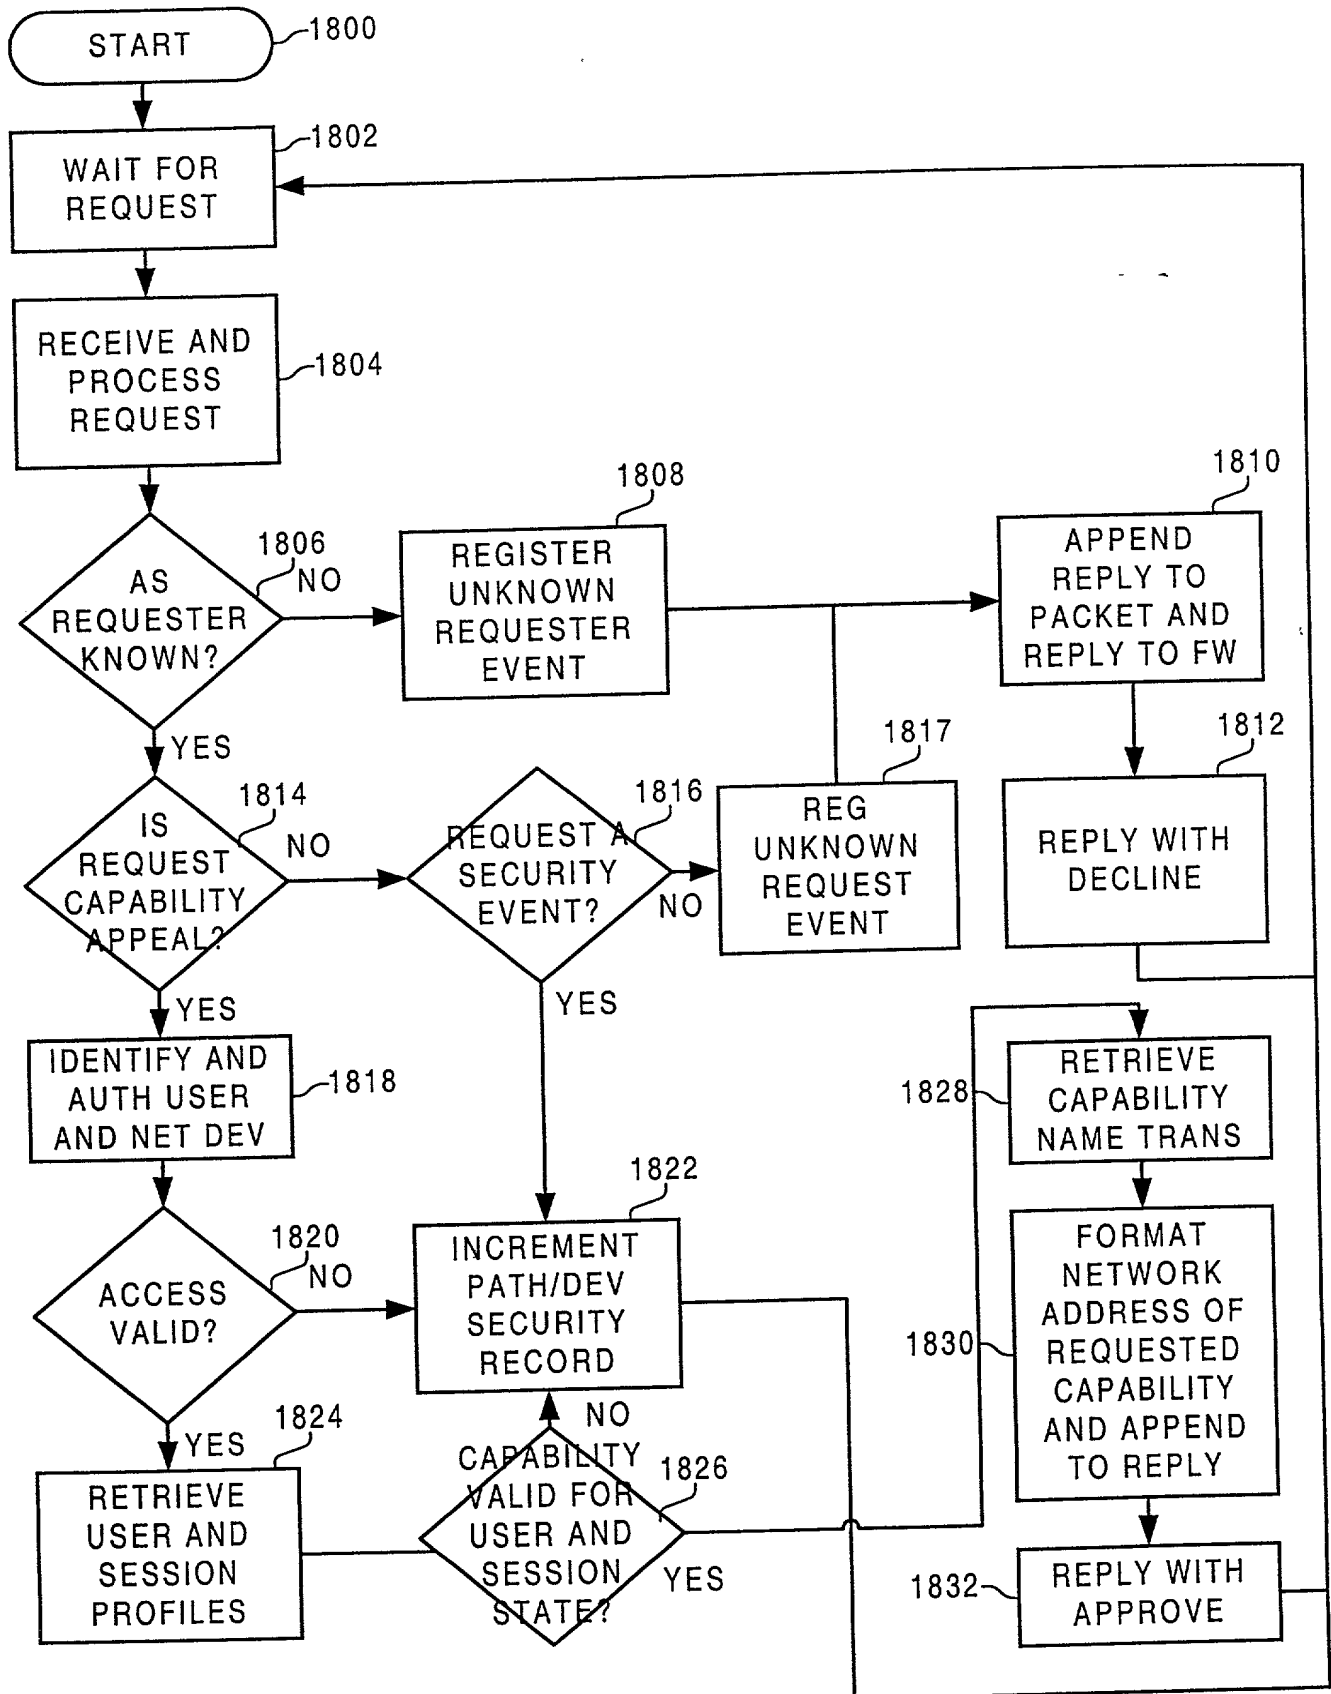 START
1800
1802
WAIT FOR
REQUEST
RECEIVE AND
PROCESS
REQUEST
1804
1806
AS
REQUESTER
KNOWN?
NO
YES
1808
REGISTER
UNKNOWN
REQUESTER
EVENT
1810
APPEND
REPLY TO
PACKET AND
REPLY TO FW
1812
REPLY WITH
DECLINE
1814
IS
REQUEST
CAPABILITY
APPEAL?
NO
YES
1816
REQUEST A
SECURITY
EVENT?
NO
YES
1817
REG
UNKNOWN
REQUEST
EVENT
IDENTIFY AND
AUTH USER
AND NET DEV
1818
1820
ACCESS
VALID?
NO
YES
1822
INCREMENT
PATH/DEV
SECURITY
RECORD
1824
RETRIEVE
USER AND
SESSION
PROFILES
NO
CAPABILITY
VALID FOR
USER AND
SESSION
STATE?
1826
YES
1828
RETRIEVE
CAPABILITY
NAME TRANS
1830
FORMAT
NETWORK
ADDRESS OF
REQUESTED
CAPABILITY
AND APPEND
TO REPLY
1832
REPLY WITH
APPROVE